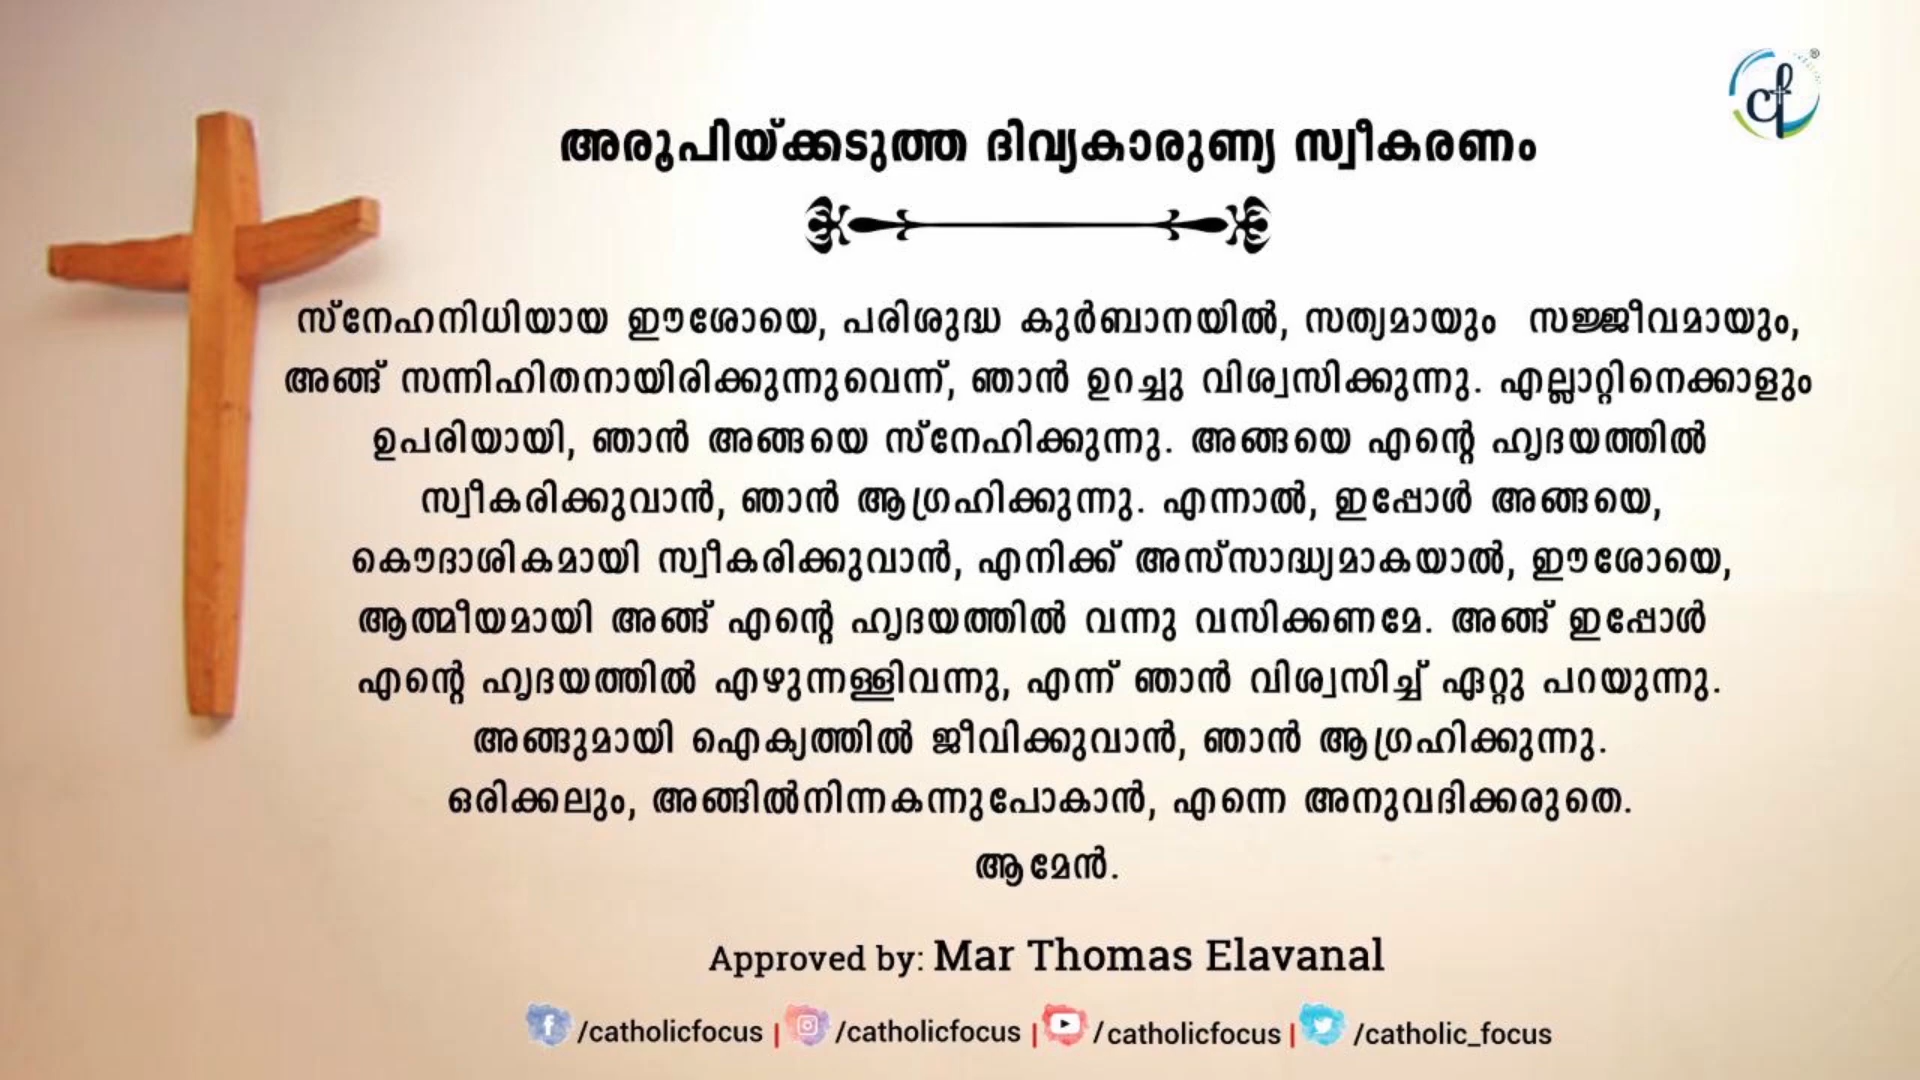 cf®
അരൂപിയ്ക്കടുത്ത ദിവ്യകാരുണ്യ സ്വീകരണം
സ്നേഹനിധിയായ ഈശോയെ, പരിശുദ്ധ കുർബാനയിൽ, സത്യമായും സജ്ജീവമായും,
അങ്ങ് സന്നിഹിതനായിരിക്കുന്നുവെന്ന്, ഞാൻ ഉറച്ചു വിശ്വസിക്കുന്നു. എല്ലാറ്റിനെക്കാളും
ഉപരിയായി, ഞാൻ അങ്ങയെ സ്നേഹിക്കുന്നു. അങ്ങയെ എന്റെ ഹൃദയത്തിൽ
സ്വീകരിക്കുവാൻ, ഞാൻ ആഗ്രഹിക്കുന്നു. എന്നാൽ, ഇപ്പോൾ അങ്ങയെ,
കൌദാശികമായി സ്വീകരിക്കുവാൻ, എനിക്ക് അസ്സാദ്ധ്യമാകയാൽ, ഈശോയെ,
ആത്മീയമായി അങ്ങ് എന്റെ ഹൃദയത്തിൽ വന്നു വസിക്കണമേ. അങ്ങ് ഇപ്പോൾ
എന്റെ ഹൃദയത്തിൽ എഴുന്നള്ളിവന്നു, എന്ന് ഞാൻ വിശ്വസിച്ച് ഏറ്റു പറയുന്നു.
അങ്ങുമായി ഐക്യത്തിൽ ജീവിക്കുവാൻ, ഞാൻ ആഗ്രഹിക്കുന്നു.
ഒരിക്കലും, അങ്ങിൽനിന്നകന്നുപോകാൻ, എന്നെ അനുവദിക്കരുതെ.
ആമേൻ.
Approved by: Mar Thomas Elavanal
/catholicfocus | /catholicfocus | /catholicfocus | /catholic_focus